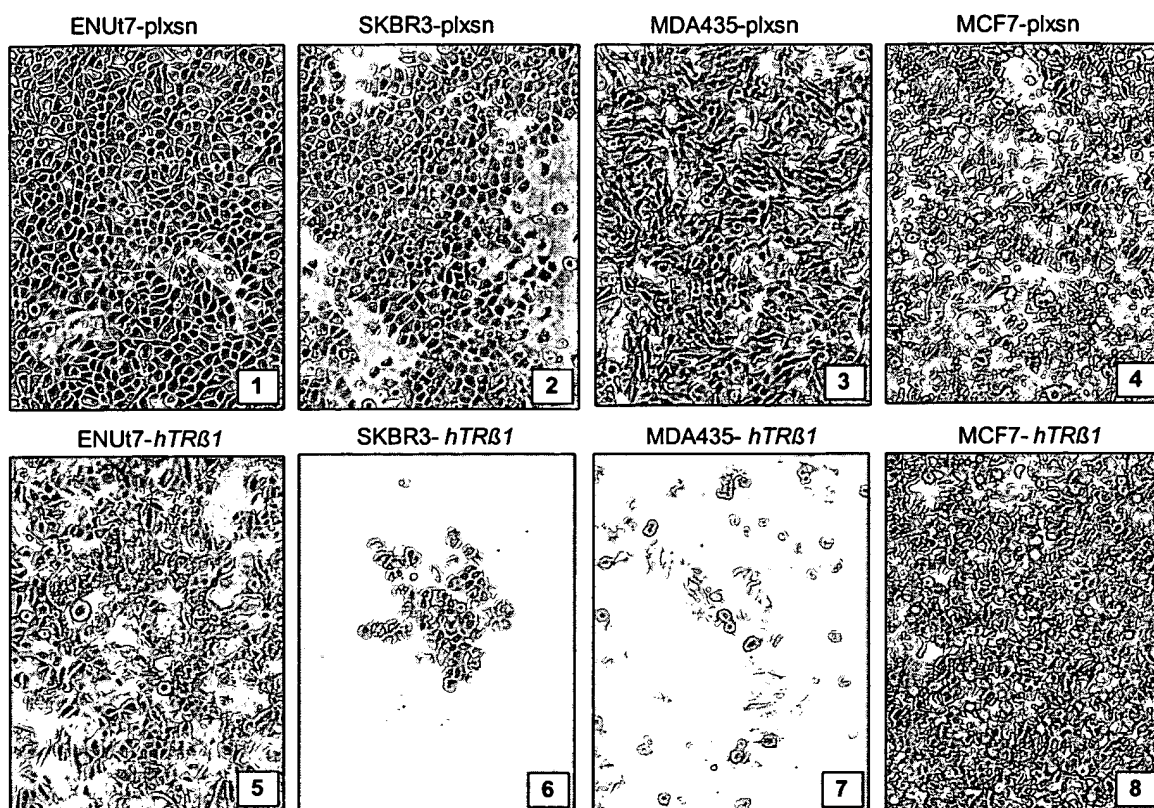 ENUt7-plxsn SKBR3-plxsn MDA435-plxsn MCF7-plxsn
1 2 3 4
ENUt7-hTRß1 SKBR3- hTRß1 MDA435- hTRß1 MCF7- hTRß1
5 6 7 8